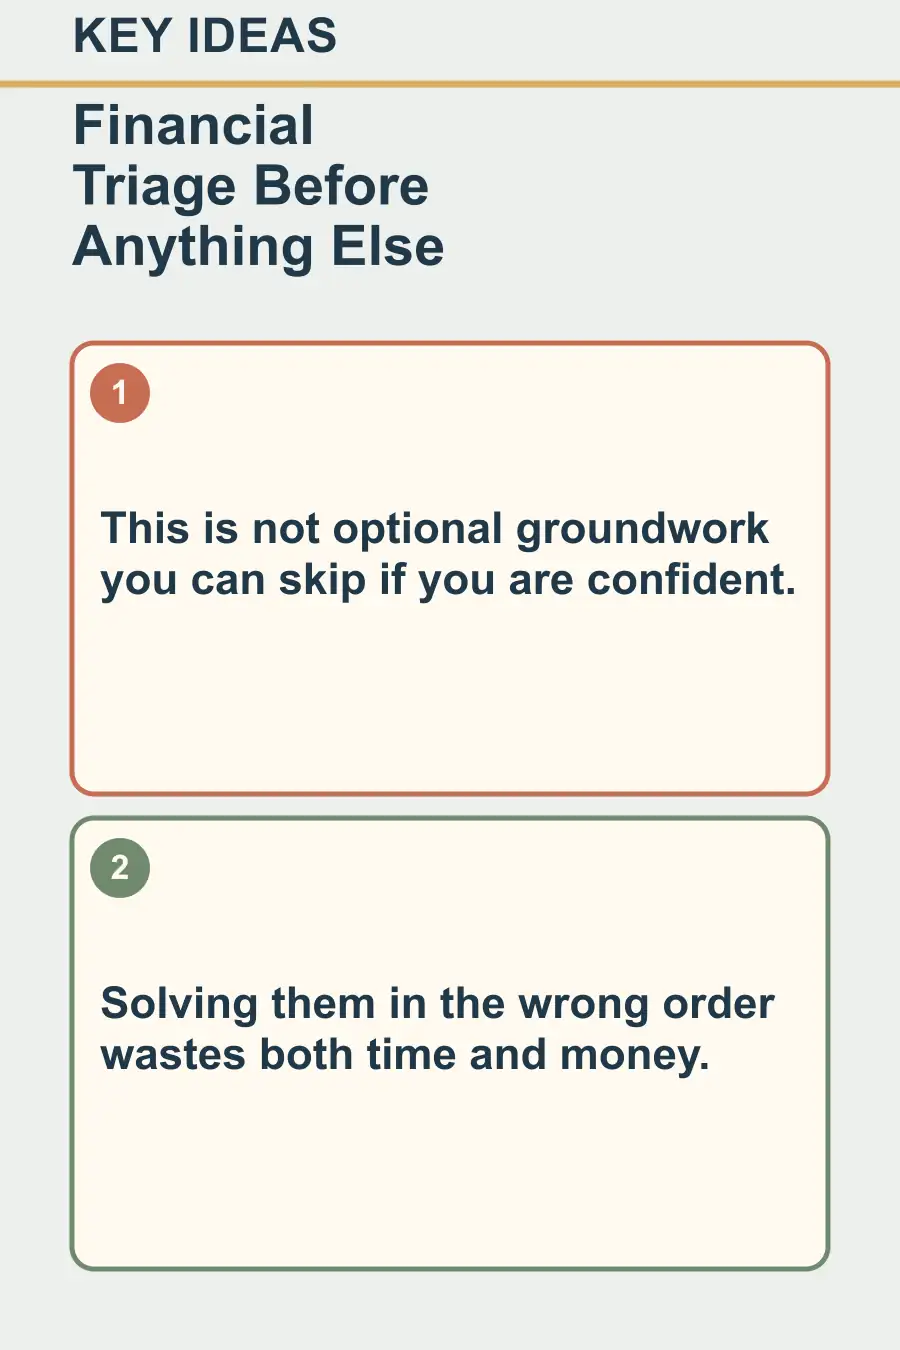 KEY IDEAS
Financial
Triage Before
Anything Else
1
This is not optional groundwork
you can skip if you are confident.
2
Solving them in the wrong order
wastes both time and money.